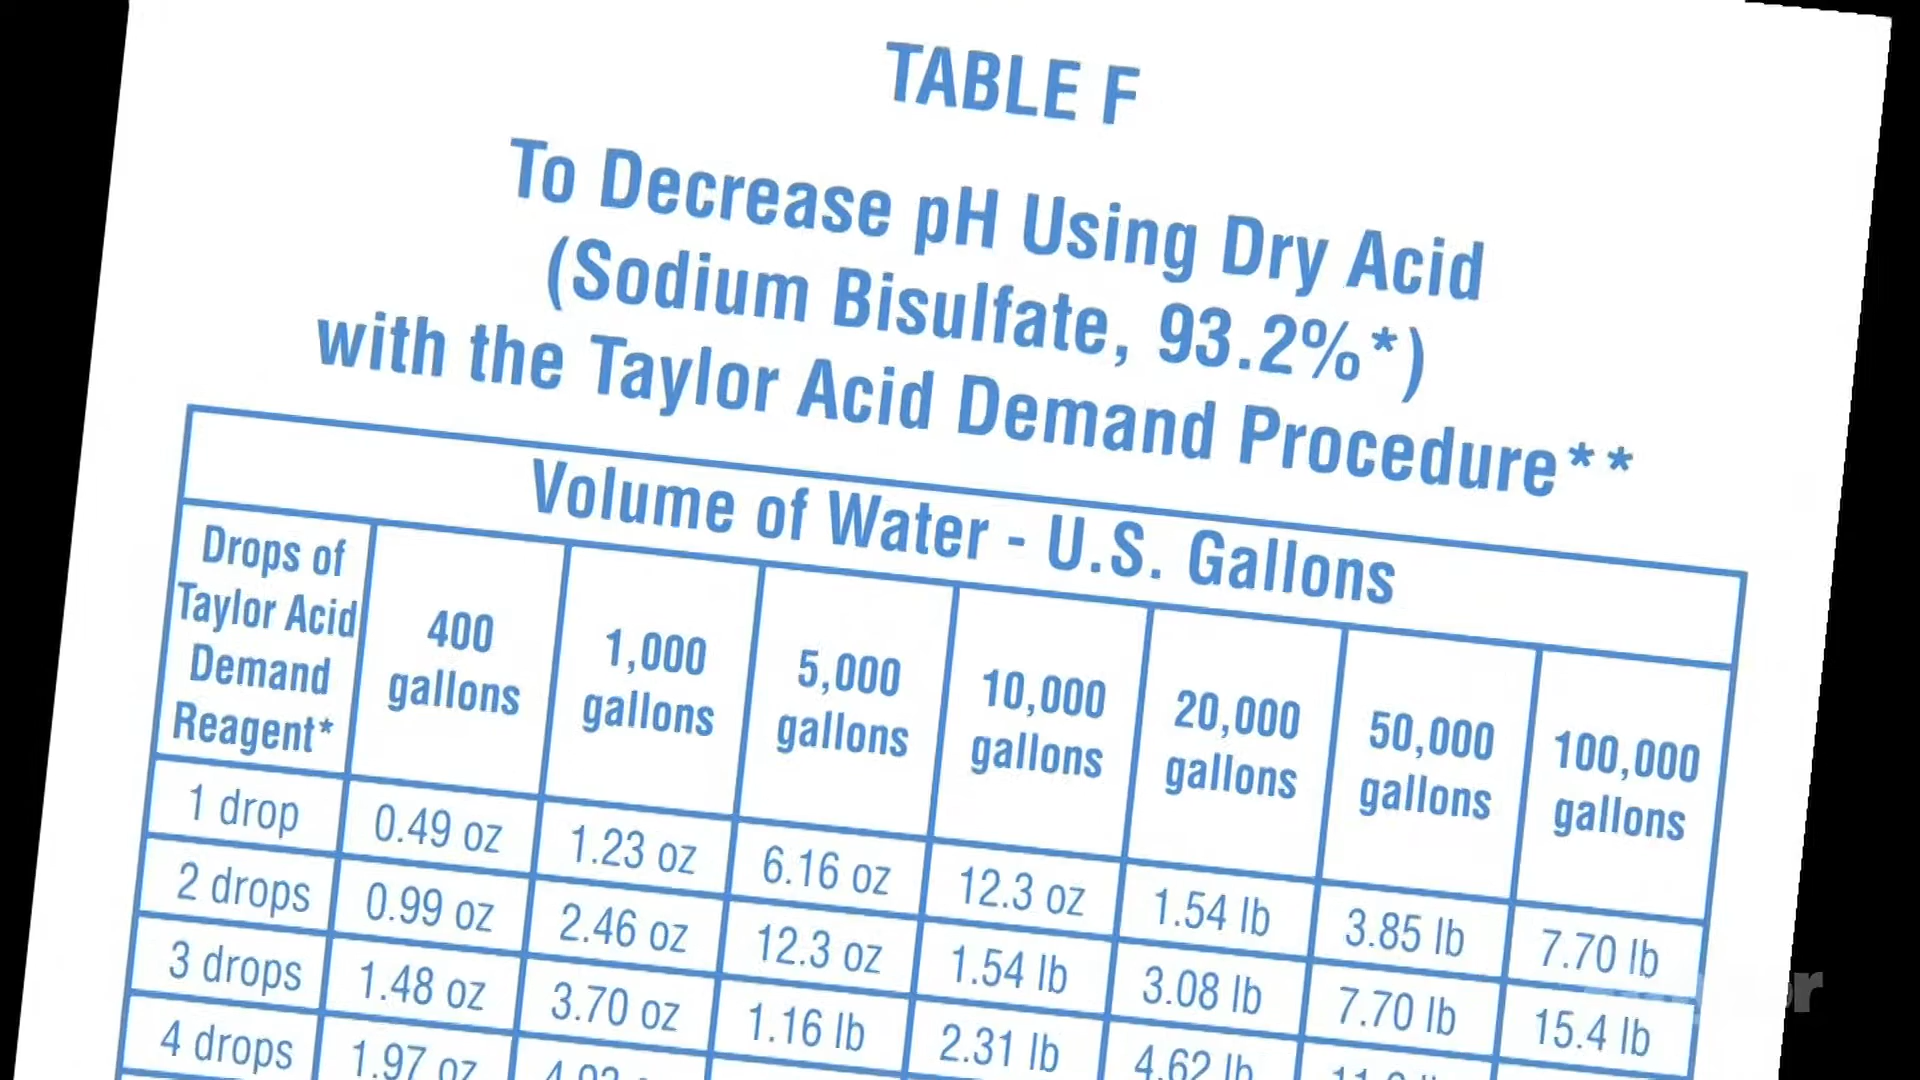 TABLE F
To Decrease pH Using Dry Acid
(Sodium Bisulfate, 93.2%*)
with the Taylor Acid Demand Procedure**
Volume of Water - U.S. Gallons
Drops of Taylor Acid Demand Reagent* 400 gallons 1,000 gallons 5,000 gallons 10,000 gallons 20,000 gallons 50,000 gallons 100,000 gallons
1 drop 0.49 oz 1.23 oz 6.16 oz 12.3 oz 1.54 lb 3.85 lb 7.70 lb
2 drops 0.99 oz 2.46 oz 12.3 oz 1.54 lb 3.08 lb 7.70 lb 15.4 lb
3 drops 1.48 oz 3.70 oz 1.16 lb 2.31 lb 4.62 lb
4 drops 1.97 oz